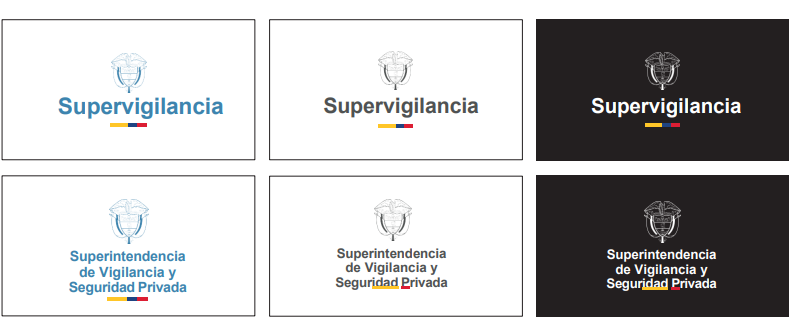 Supervigilancia
Supervigilancia
Supervigilancia
Superintendencia
de Vigilancia y
Seguridad Privada
Superintendencia
de Vigilancia y
Seguridad Privada
Superintendencia
de Vigilancia y
Seguridad Privada